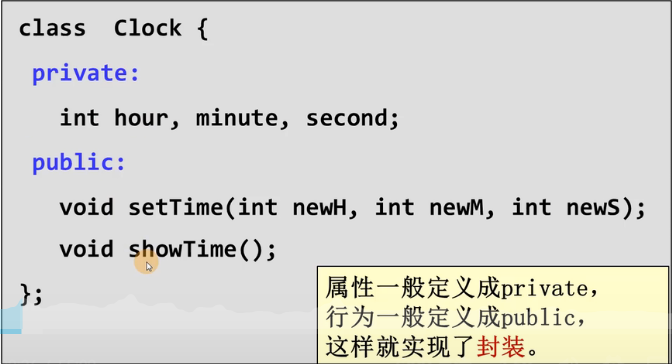 class  Clock {
private:
int hour, minute, second;
public:
void setTime(int newH, int newM, int newS);
void showTime();
};
属性一般定义成private,
行为一般定义成public,
这样就实现了封装。